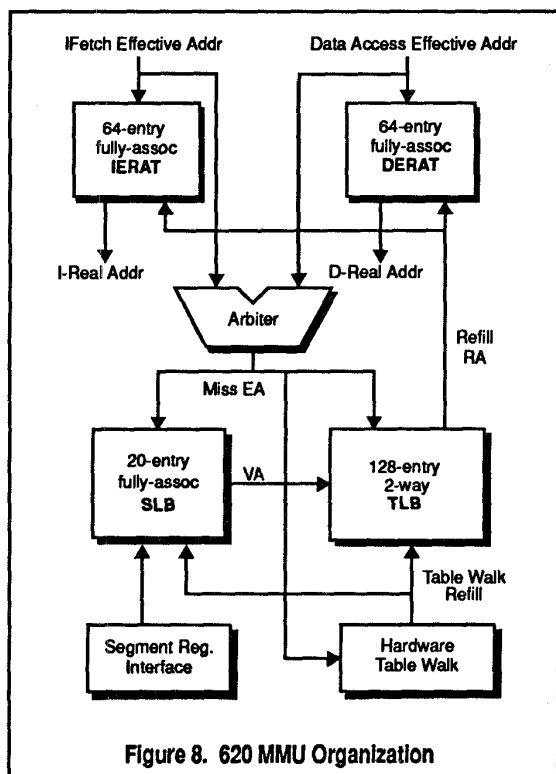 IFetch Effective Addr
Data Access Effective Addr
64-entry
fully-assoc
IERAT
64-entry
fully-assoc
DERAT
I-Real Addr
D-Real Addr
Arbiter
Refill
RA
Miss EA
20-entry
fully-assoc
SLB
VA
128-entry
2-way
TLB
Table Walk
Refill
Segment Reg.
Interface
Hardware
Table Walk
Figure 8. 620 MMU Organization